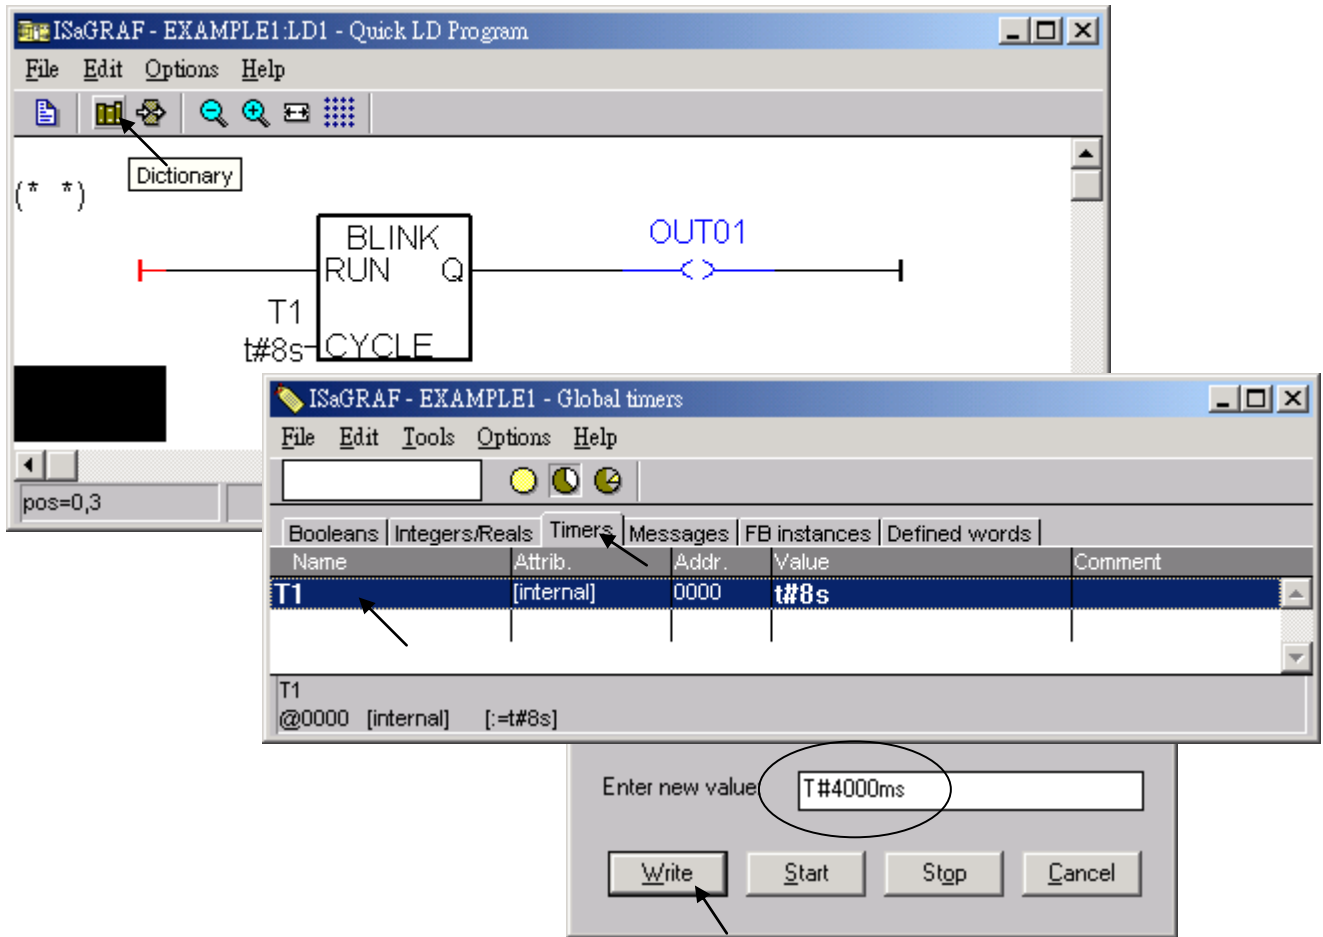 ISaGRAF - EXAMPLE1:LD1 - Quick LD Program
File Edit Options Help
Dictionary
(* *)
BLINK
RUN Q
OUT01
T1
t#8s
CYCLE
pos=0,3
ISaGRAF - EXAMPLE1 - Global timers
File Edit Tools Options Help
Booleans Integers/Reals Timers Messages FB instances Defined words
Name Attrib. Addr. Value Comment
T1 [internal] 0000 t#8s
T1
@0000 [internal] [:=t#8s]
Enter new value T#4000ms
Write Start Stop Cancel